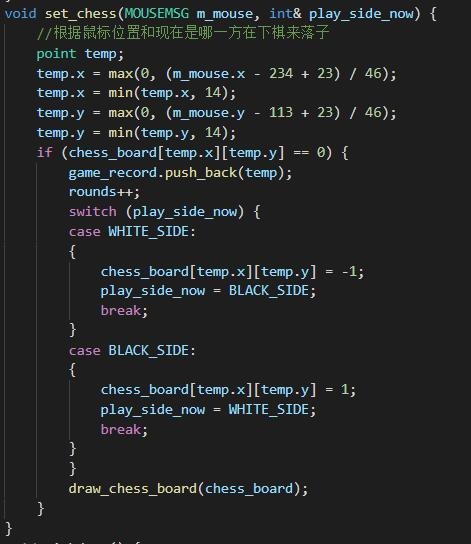 void set_chess(MOUSEMSG m_mouse, int& play_side_now) {
//根据鼠标位置和现在是哪一方在下棋来落子
point temp;
temp.x = max(0, (m_mouse.x - 234 + 23) / 46);
temp.x = min(temp.x, 14);
temp.y = max(0, (m_mouse.y - 113 + 23) / 46);
temp.y = min(temp.y, 14);
if (chess_board[temp.x][temp.y] == 0) {
game_record.push_back(temp);
rounds++;
switch (play_side_now) {
case WHITE_SIDE:
{
chess_board[temp.x][temp.y] = -1;
play_side_now = BLACK_SIDE;
break;
}
case BLACK_SIDE:
{
chess_board[temp.x][temp.y] = 1;
play_side_now = WHITE_SIDE;
break;
}
}
draw_chess_board(chess_board);
}
}